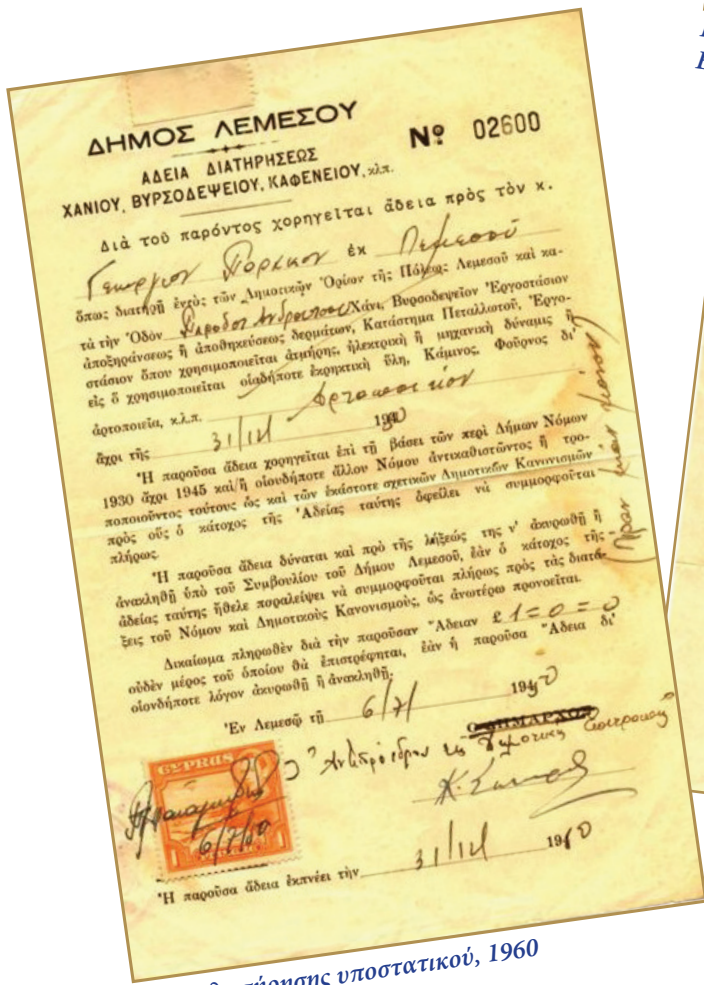 ΔΗΜΟΣ ΛΕΜΕΣΟΥ
Νº 02600
ΑΔΕΙΑ ΔΙΑΤΗΡΗΣΕΩΣ
ΧΑΝΙΟΥ, ΒΥΡΣΟΔΕΨΕΙΟΥ, ΚΑΦΕΝΕΙΟΥ, κλπ.
Διὰ τοῦ παρόντος χορηγεῖται ἄδεια πρὸς τὸν κ.
Γεώργιον ἐκ Λεμεσοῦ
ὅπως διατηρῇ ἐντὸς τῶν Δημοτικῶν Ὁρίων τῆς Πόλεως Λεμεσοῦ καὶ κα-
τὰ τὴν Ὁδὸν Χάνι, Βυρσοδεψεῖον Ἐργοστάσιον
ἀποξηράνσεως ἢ ἀποθηκεύσεως δερμάτων, Κατάστημα Πεταλλωτοῦ, Ἐργο-
στάσιον ὅπου χρησιμοποιεῖται ἀτμήρης, ἠλεκτρικὴ ἢ μηχανικὴ δύναμις ἢ
εἰς ὃ χρησιμοποιεῖται οἱαδήποτε ἐκρηκτικὴ ὕλη, Κάμινος, Φοῦρνος δι'
ἀρτοποιεῖα, κ.λ.π. Ἀρτοποιεῖον
ἄχρι τῆς 31/12/ 1960
Ἡ παροῦσα ἄδεια χορηγεῖται ἐπὶ τῇ βάσει τῶν περὶ Δήμων Νόμων
1930 ἄχρι 1945 καὶ/ἢ οἱουδήποτε ἄλλου Νόμου ἀντικαθιστῶντος ἢ τρο-
ποποιοῦντος τούτους ὡς καὶ τῶν ἑκάστοτε σχετικῶν Δημοτικῶν Κανονισμῶν
πρὸς οὓς ὁ κάτοχος τῆς Ἀδείας ταύτης ὀφείλει νὰ συμμορφοῦται
πλήρως.
Ἡ παροῦσα ἄδεια δύναται καὶ πρὸ τῆς λήξεώς της ν' ἀκυρωθῇ ἢ
ἀνακληθῇ ὑπὸ τοῦ Συμβουλίου τοῦ Δήμου Λεμεσοῦ, ἐὰν ὁ κάτοχος τῆς
ἀδείας ταύτης ἤθελε παραλείψει νὰ συμμορφοῦται πλήρως πρὸς τὰς διατά-
ξεις τοῦ Νόμου καὶ Δημοτικοὺς Κανονισμούς, ὡς ἀνωτέρω προνοεῖται.
Δικαίωμα πληρωθὲν διὰ τὴν παροῦσαν Ἄδειαν £ 1=0=0
οὐδὲν μέρος τοῦ ὁποίου θὰ ἐπιστρέφηται, ἐὰν ἡ παροῦσα Ἄδεια δι'
οἱονδήποτε λόγον ἀκυρωθῇ ἢ ἀνακληθῇ.
Ἐν Λεμεσῷ τῇ 6/7/ 1960
Ο ΔΗΜΑΡΧΟΣ
CYPRUS
6/7/60
1
Ἡ παροῦσα ἄδεια ἐκπνέει τὴν 31/12/ 1960
υποστατικού, 1960